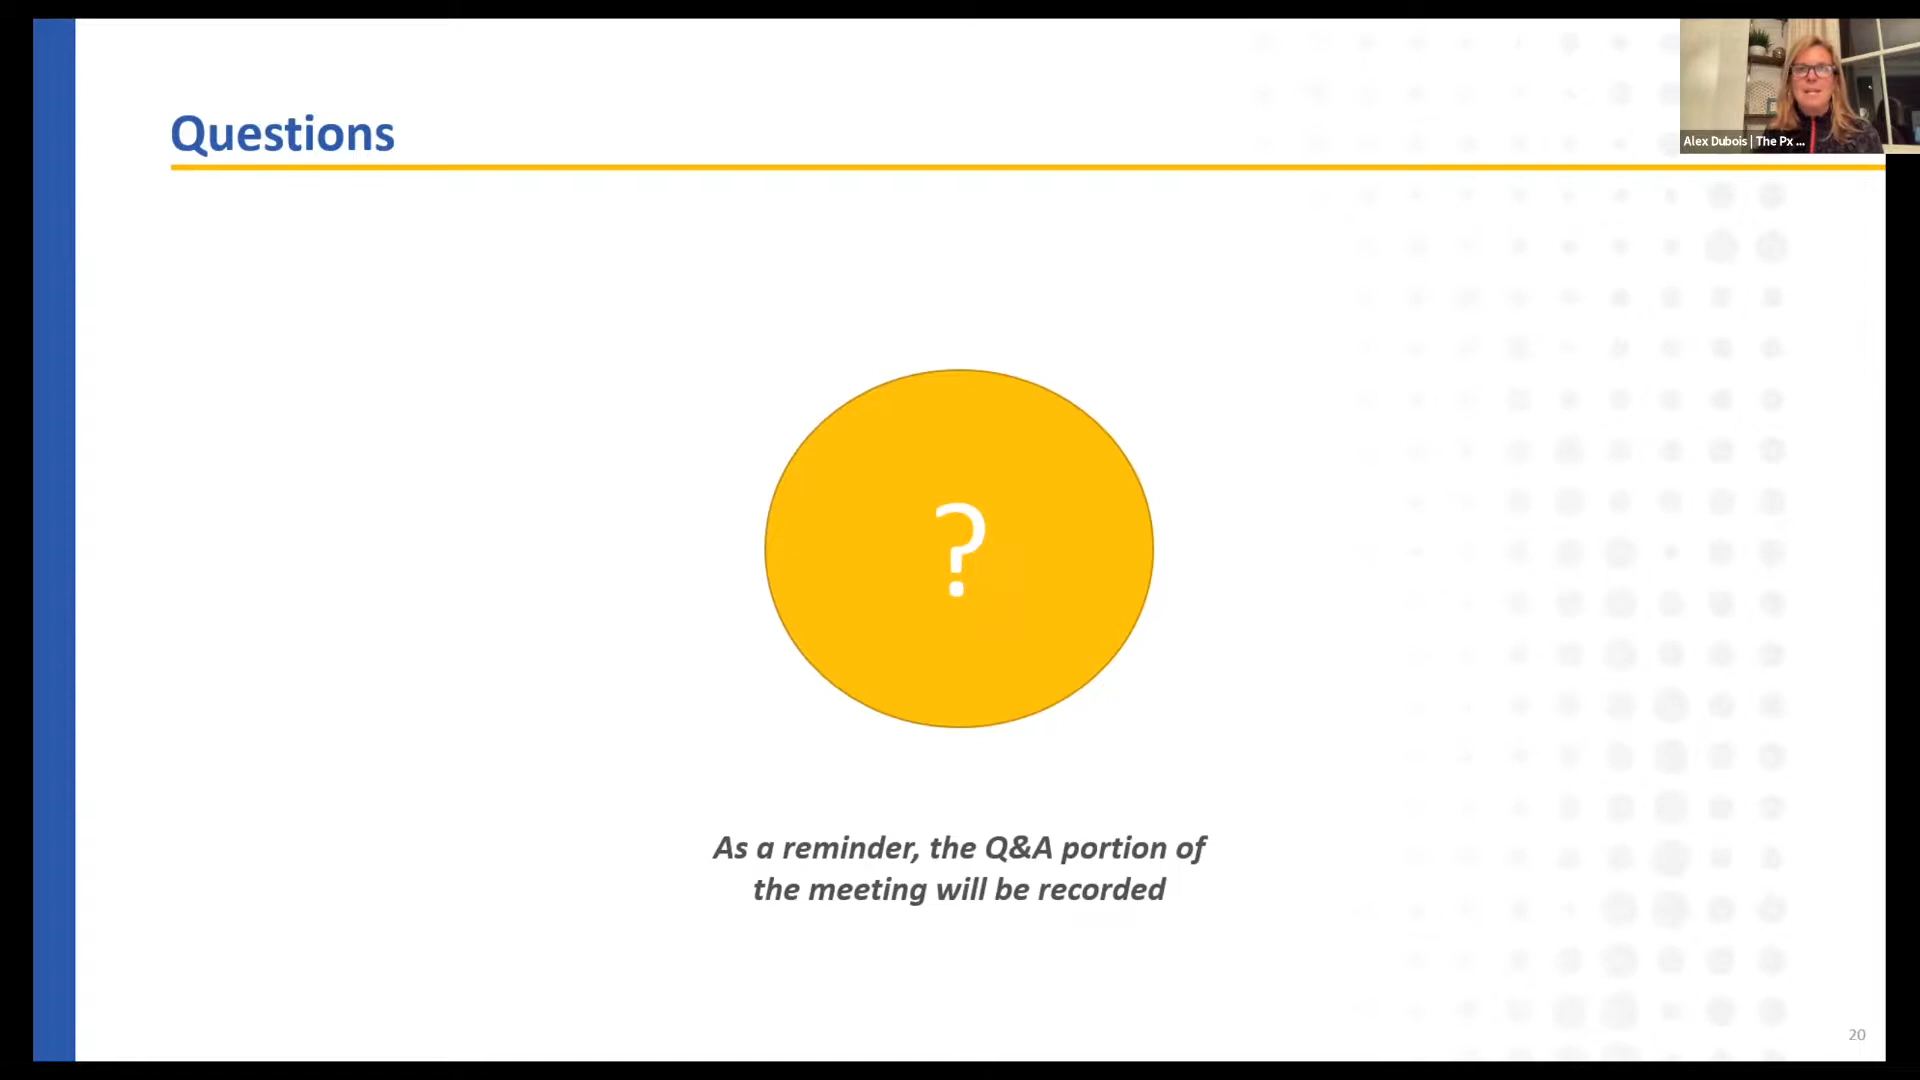 Questions
Alex Dubois | The Px ...
?
As a reminder, the Q&A portion of
the meeting will be recorded
20